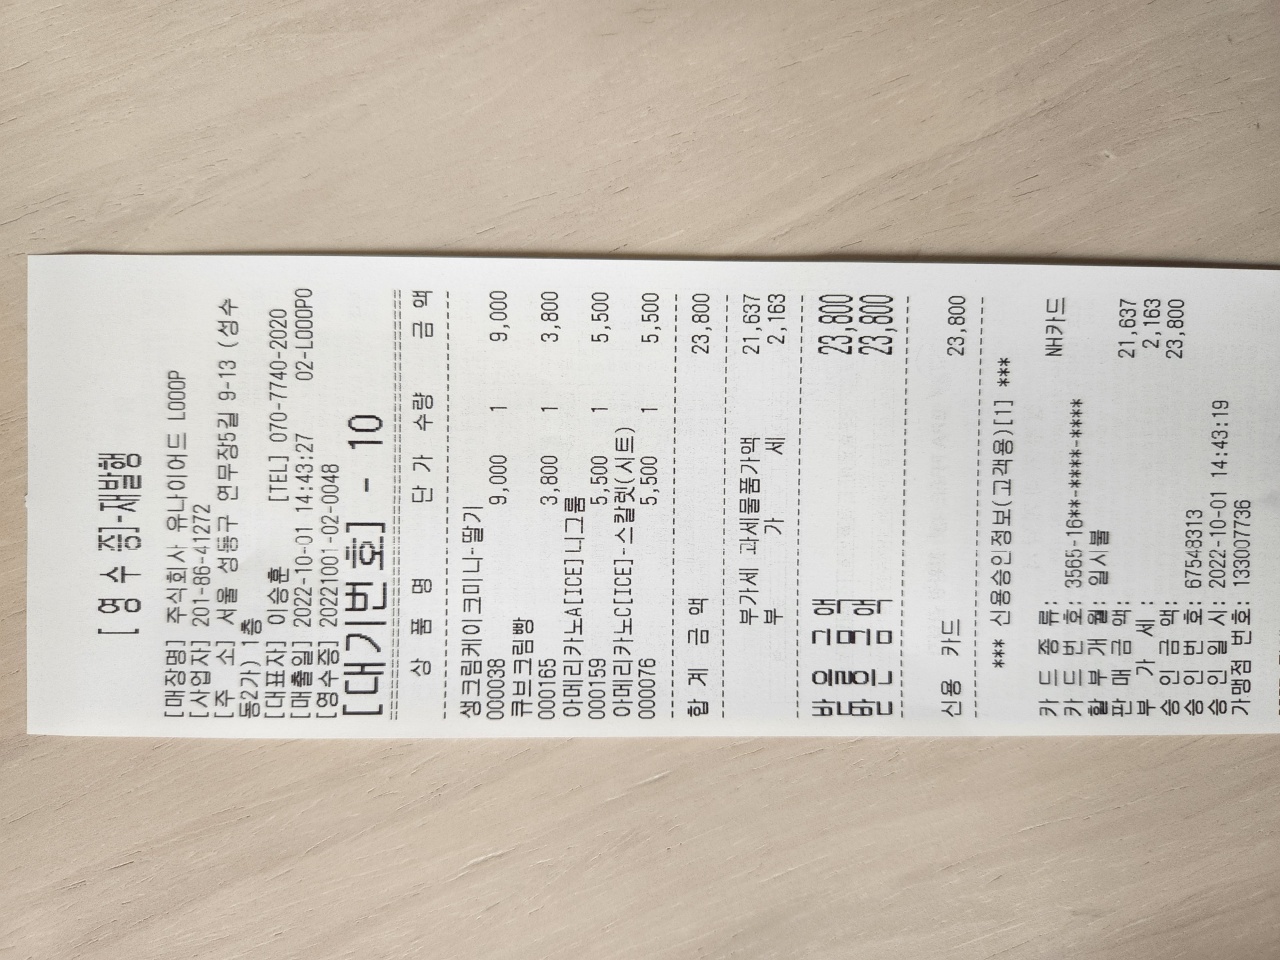 [ 영 수 증]-재발행
[매장명] 주식회사 유나이어드 LOOOP
[사업자] 201-86-41272
[주 소] 서울 성동구 연무장5길 9-13 (성수
동2가) 1층
[대표자] 이승훈 [TEL] 070-7740-2020
[매출일] 2022-10-01 14:43:27 02-LOOOP0
[영수증] 20221001-02-0048
[대기번호] - 10
상 품 명 단 가 수량 금 액
생크림케이크미니-딸기
000038 9,000 1 9,000
큐브크림빵
000165 3,800 1 3,800
아메리카노A[ICE]니그룸
000159 5,500 1 5,500
아메리카노C[ICE]-스칼렛(시트)
000076 5,500 1 5,500
합 계 금 액 23,800
부가세 과세물품가액 21,637
부 가 세 2,163
받을금액 23,800
받은금액 23,800
신용 카드 23,800
*** 신용승인정보(고객용)[1] ***
카 드 종 류: NH카드
카 드 번 호: 3565-16**-****-****
할 부 개 월: 일시불
판 매 금 액: 21,637
부 가 세 : 2,163
승 인 금 액: 23,800
승 인 번 호: 67548313
승 인 일 시: 2022-10-01 14:43:19
가맹점 번호: 133007736